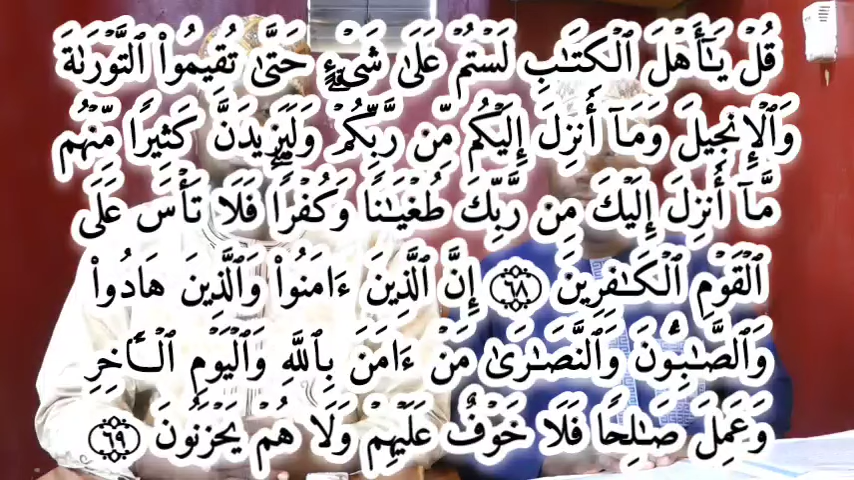 قُلۡ يَـٰٓأَهۡلَ ٱلۡكِتَـٰبِ لَسۡتُمۡ عَلَىٰ شَىۡءٍ حَتَّىٰ تُقِيمُوا۟ ٱلتَّوۡرَىٰةَ
وَٱلۡإِنجِيلَ وَمَآ أُنزِلَ إِلَيۡكُم مِّن رَّبِّكُمۡ وَلَيَزِيدَنَّ كَثِيرًا مِّنۡهُم
مَّآ أُنزِلَ إِلَيۡكَ مِن رَّبِّكَ طُغۡيَـٰنًا وَكُفۡرًا فَلَا تَأۡسَ عَلَى
ٱلۡقَوۡمِ ٱلۡكَـٰفِرِينَ ٦٨ إِنَّ ٱلَّذِينَ ءَامَنُوا۟ وَٱلَّذِينَ هَادُوا۟
وَٱلصَّـٰبِـُٔونَ وَٱلنَّصَـٰرَىٰ مَنۡ ءَامَنَ بِٱللَّهِ وَٱلۡيَوۡمِ ٱلۡـَٔاخِرِ
وَعَمِلَ صَـٰلِحًا فَلَا خَوۡفٌ عَلَيۡهِمۡ وَلَا هُمۡ يَحۡزَنُونَ ٦٩